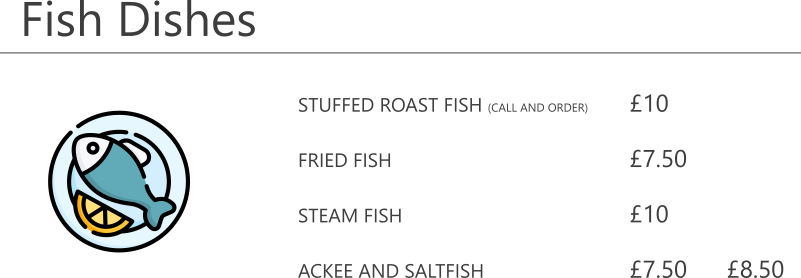 Fish Dishes
STUFFED ROAST FISH (CALL AND ORDER) £10
FRIED FISH £7.50
STEAM FISH £10
ACKEE AND SALTFISH £7.50 £8.50